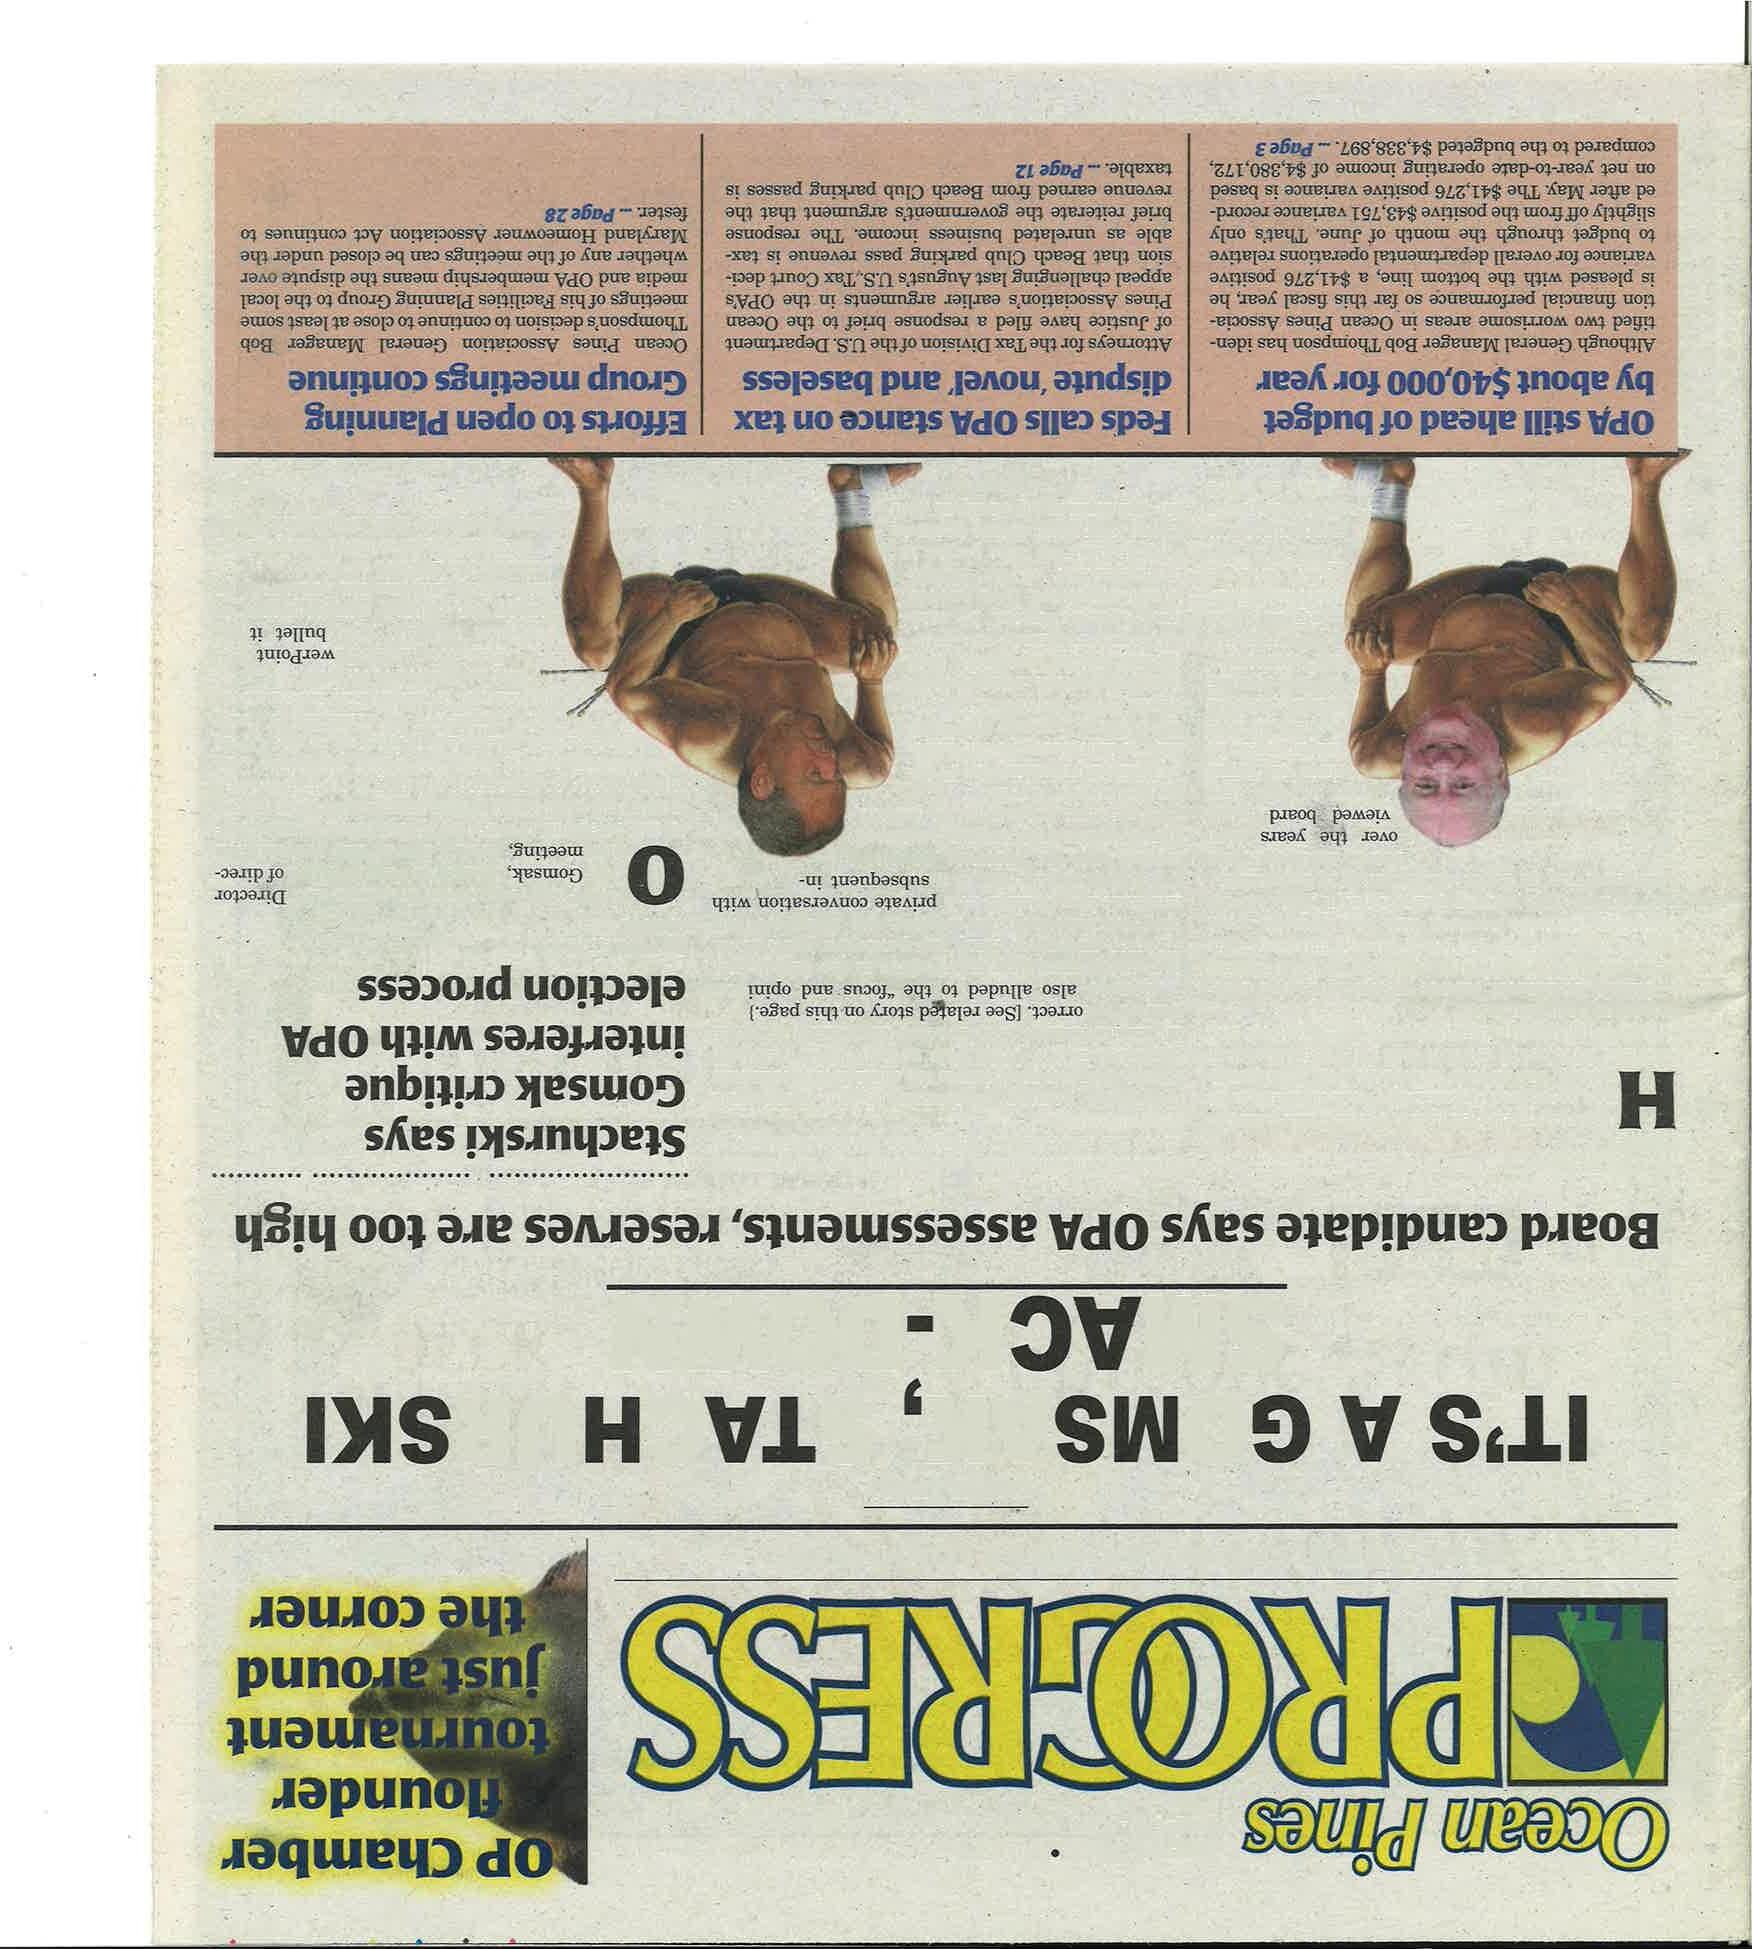 Ocean Pines
PROGRESS
OP Chamber
flounder
tournament
just around
the corner
IT'S A G MS , TA H SKI
AC -
Board candidate says OPA assessments, reserves are too high
H
orrect. [See related story on this page.}
also alluded to the “focus and opini
Stachurski says
Gomsak critique
interferes with OPA
election process
over the years
viewed board
private conversation with
subsequent in-
O
Gomsak,
meeting,
Director
of direc-
werPoint
bullet it
OPA still ahead of budget
by about $40,000 for year
Although General Manager Bob Thompson has iden-
tified two worrisome areas in Ocean Pines Associa-
tion financial performance so far this fiscal year, he
is pleased with the bottom line, a $41,276 positive
variance for overall departmental operations relative
to budget through the month of June. That's only
slightly off from the positive $43,751 variance record-
ed after May. The $41,276 positive variance is based
on net year-to-date operating income of $4,380,172,
compared to the budgeted $4,338,897. ... Page 3
Feds calls OPA stance on tax
dispute ‘novel’ and baseless
Attorneys for the Tax Division of the U.S. Department
of Justice have filed a response brief to the Ocean
Pines Association's earlier arguments in the OPA's
appeal challenging last August's U.S. Tax Court deci-
sion that Beach Club parking pass revenue is tax-
able as unrelated business income. The response
brief reiterate the government's argument that the
revenue earned from Beach Club parking passes is
taxable. ... Page 12
Efforts to open Planning
Group meetings continue
Ocean Pines Association General Manager Bob
Thompson's decision to continue to close at least some
meetings of his Facilities Planning Group to the local
media and OPA membership means the dispute over
whether any of the meetings can be closed under the
Maryland Homeowner Association Act continues to
fester. ... Page 28